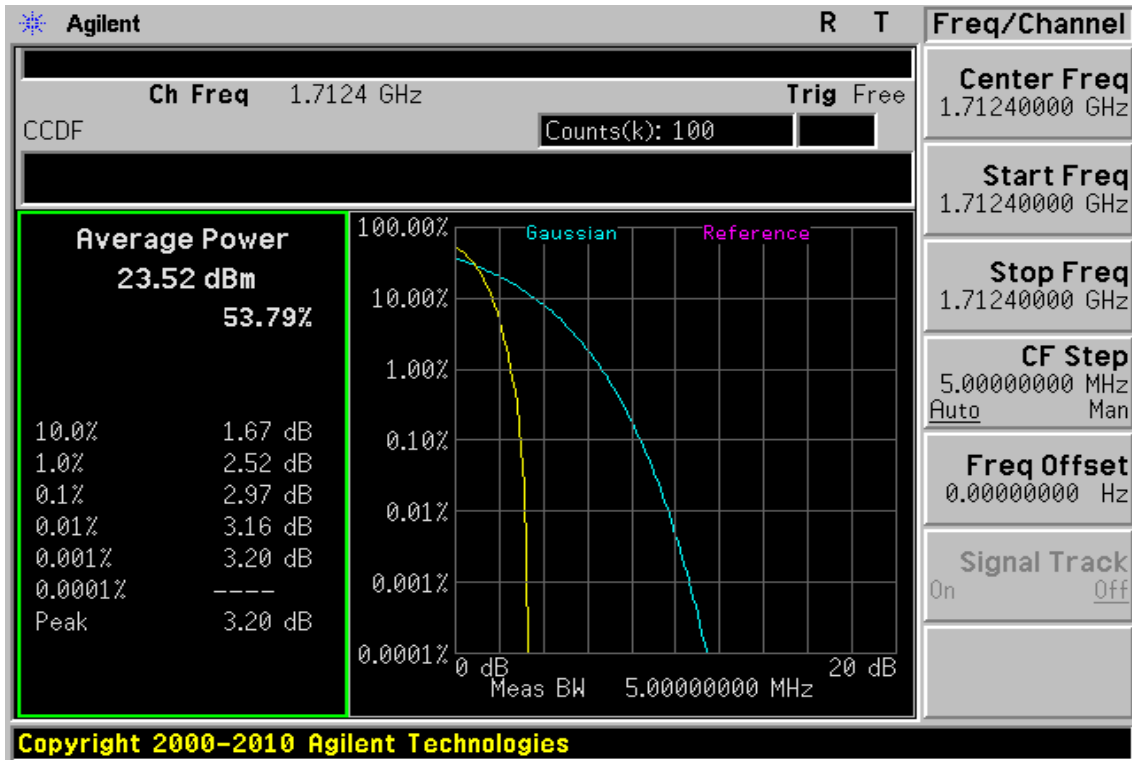 Agilent R T
Ch Freq 1.7124 GHz Trig Free
CCDF Counts(k): 100
Average Power
23.52 dBm
53.79%
10.0% 1.67 dB
1.0% 2.52 dB
0.1% 2.97 dB
0.01% 3.16 dB
0.001% 3.20 dB
0.0001% ----
Peak 3.20 dB
Gaussian Reference
100.00%
10.00%
1.00%
0.10%
0.01%
0.001%
0.0001%
0 dB 20 dB
Meas BW 5.00000000 MHz
Freq/Channel
Center Freq
1.71240000 GHz
Start Freq
1.71240000 GHz
Stop Freq
1.71240000 GHz
CF Step
5.00000000 MHz
Auto Man
Freq Offset
0.00000000 Hz
Signal Track
On Off
Copyright 2000-2010 Agilent Technologies